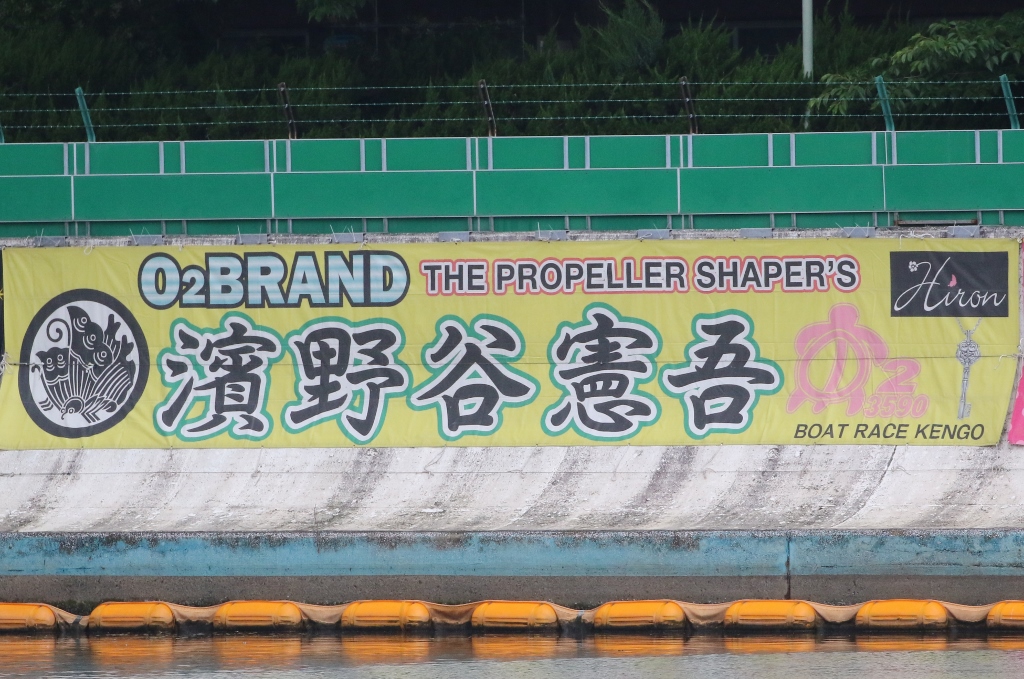 O2BRAND THE PROPELLER SHAPER'S
Hiron
濱野谷憲吾
2
3590
BOAT RACE KENGO